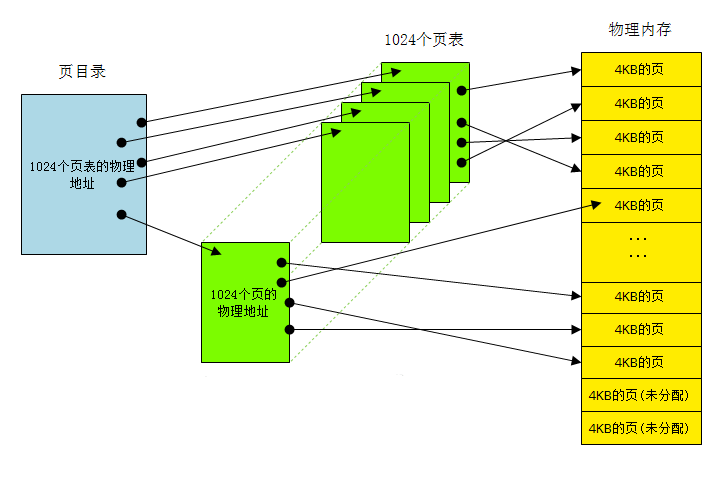 页目录
1024个页表
物理内存
1024个页表的物理
地址
1024个页的
物理地址
4KB的页
4KB的页
4KB的页
4KB的页
4KB的页
...
...
4KB的页
4KB的页
4KB的页
4KB的页(未分配)
4KB的页(未分配)